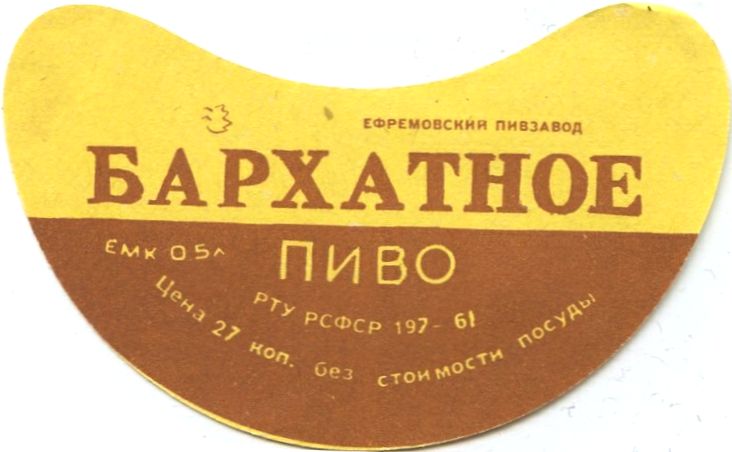 ЕФРЕМОВСКИЙ ПИВЗАВОД
БАРХАТНОЕ
ЕМК 0 5л
ПИВО
РТУ РСФСР 197-61
Цена 27 коп. без стоимости посуды